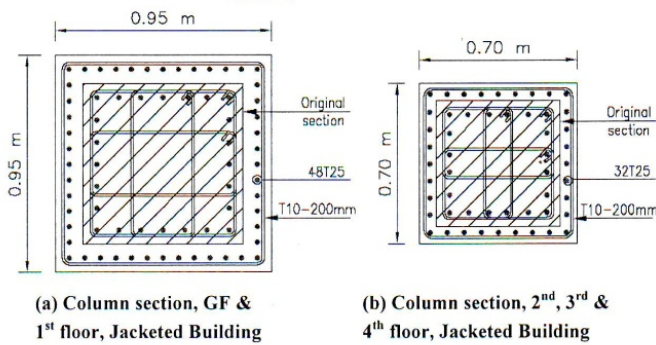 0.95 m
0.95 m
Original
section
48T25
T10-200mm
0.70 m
0.70 m
Original
section
32T25
T10-200mm
(a) Column section, GF &
1st floor, Jacketed Building
(b) Column section, 2nd, 3rd &
4th floor, Jacketed Building